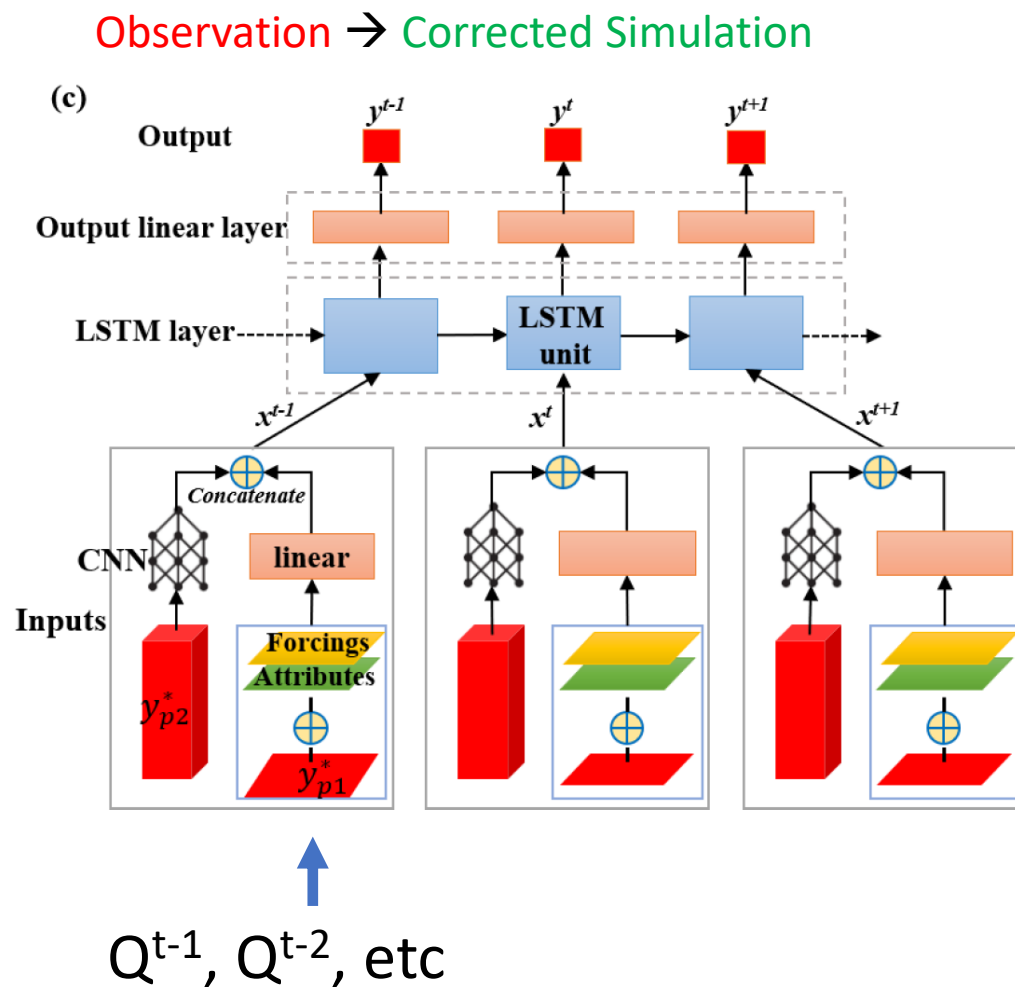 Observation → Corrected Simulation
(c)
y^{t-1} y^{t} y^{t+1}
Output
Output linear layer
LSTM layer
LSTM
unit
x^{t-1} x^{t} x^{t+1}
Concatenate
CNN
linear
Inputs
Forcings
Attributes
y^{*}_{p2}
y^{*}_{p1}
Q^{t-1}, Q^{t-2}, etc